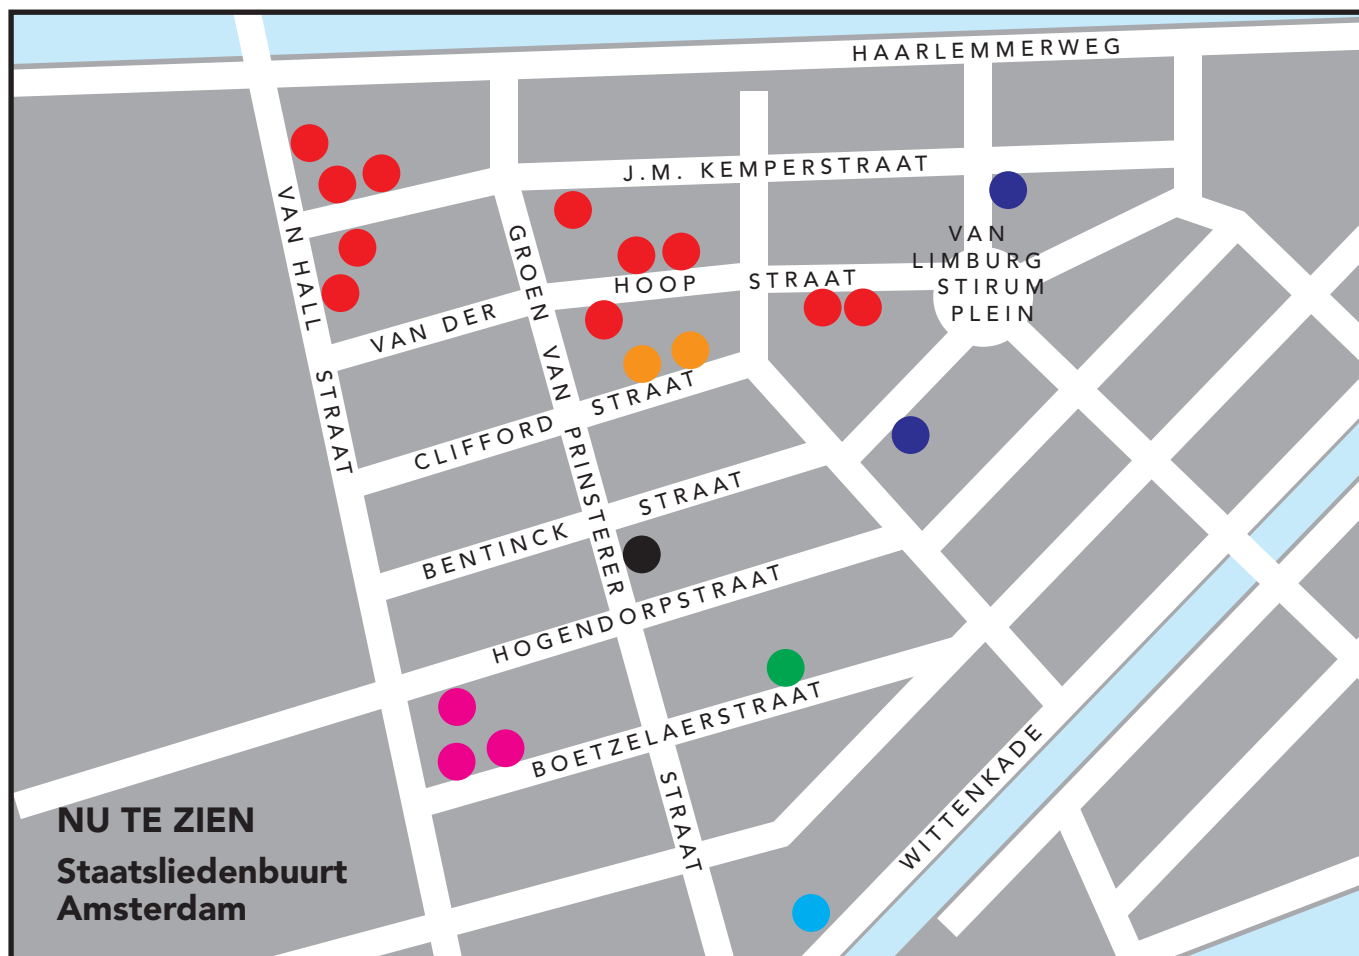 HAARLEMMERWEG
J.M. KEMPERSTRAAT
VAN HALL STRAAT
GROEN VAN PRINSTERER STRAAT
VAN
LIMBURG
STIRUM
PLEIN
VAN DER HOOP STRAAT
CLIFFORD STRAAT
BENTINCK STRAAT
HOGENDORPSTRAAT
BOETZELAERSTRAAT
WITTENKADE
NU TE ZIEN
Staatsliedenbuurt
Amsterdam